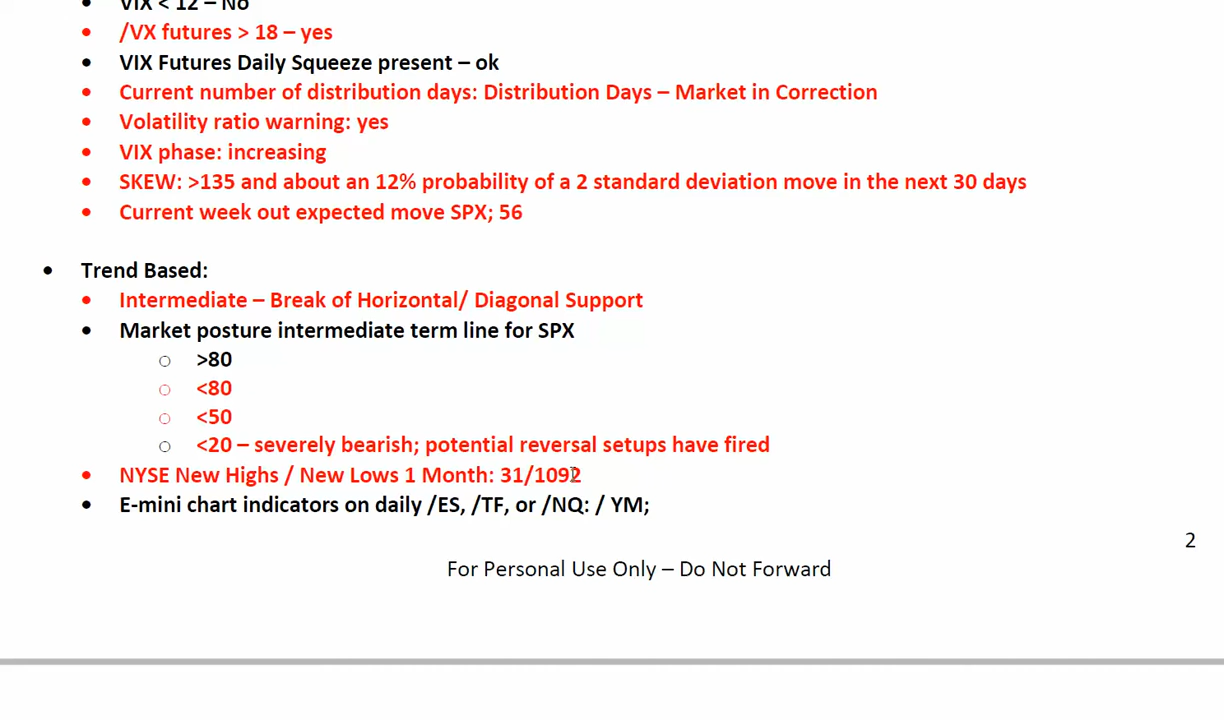 VIX < 12 – No
/VX futures > 18 – yes
VIX Futures Daily Squeeze present – ok
Current number of distribution days: Distribution Days – Market in Correction
Volatility ratio warning: yes
VIX phase: increasing
SKEW: >135 and about an 12% probability of a 2 standard deviation move in the next 30 days
Current week out expected move SPX; 56
Trend Based:
Intermediate – Break of Horizontal/ Diagonal Support
Market posture intermediate term line for SPX
>80
<80
<50
<20 – severely bearish; potential reversal setups have fired
NYSE New Highs / New Lows 1 Month: 31/1092
E-mini chart indicators on daily /ES, /TF, or /NQ: / YM;
2
For Personal Use Only – Do Not Forward